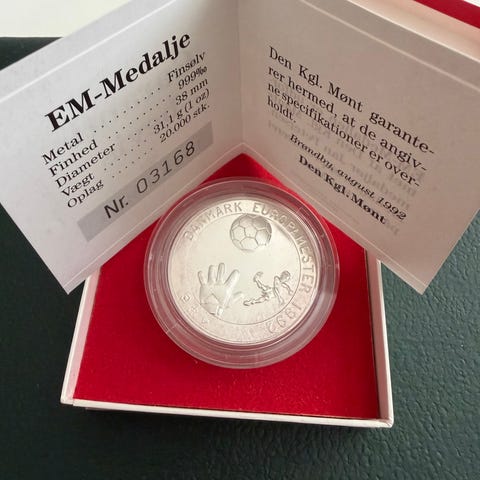 EM-Medalje
Metal . . . . . . . . . . . Finsølv
Finhed . . . . . . . . . . . 999‰
Diameter . . . . . . . . 38 mm
Vægt . . . . . . . 31,1 g (1 oz)
Oplag . . . . . . . 20.000 stk.
Nr. 03168
Den Kgl. Mønt garante-
rer hermed, at de angiv-
ne specifikationer er over-
holdt.
Brøndby, august 1992
Den Kgl. Mønt
DANMARK EUROPAMESTER 1992